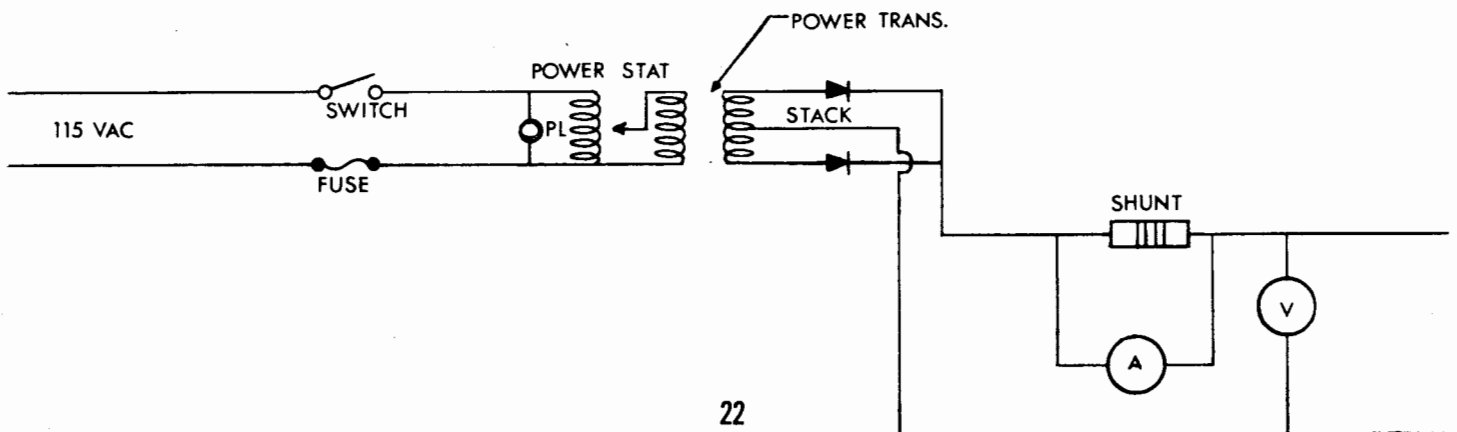 POWER TRANS.
POWER STAT
SWITCH
115 VAC
PL
STACK
FUSE
SHUNT
V
A
22